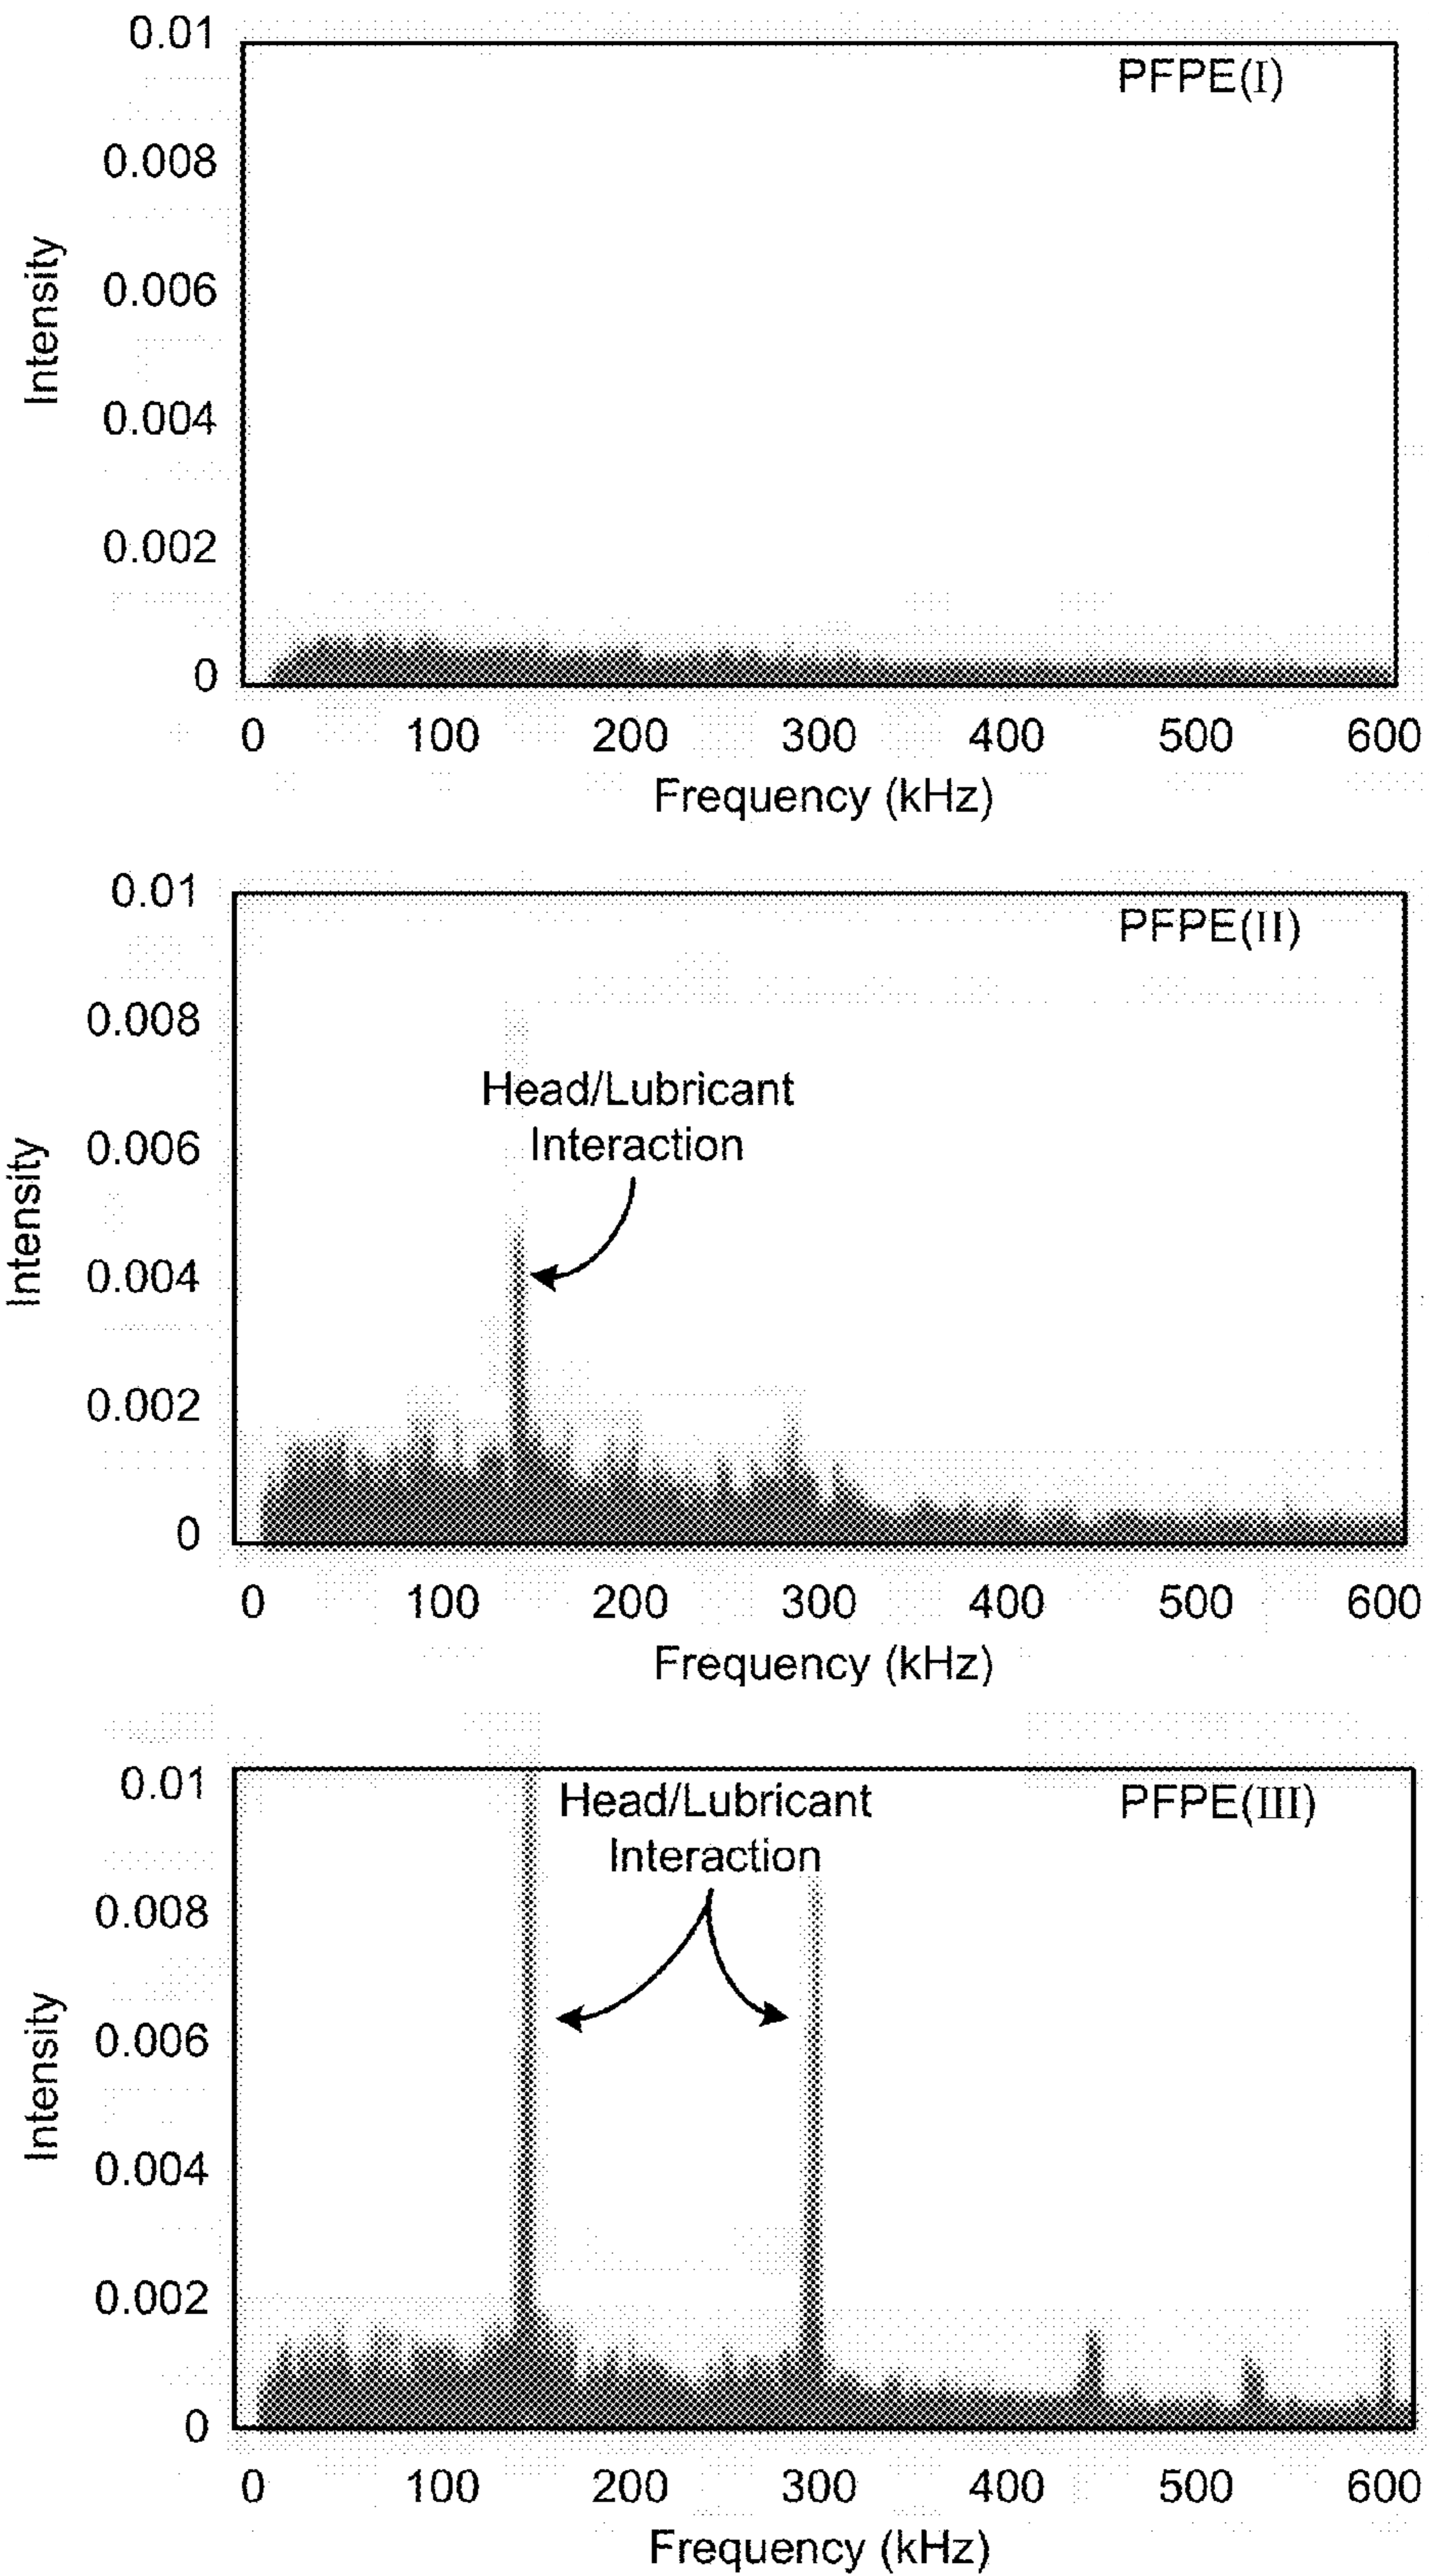 0.01
PFPE(I)
0.008
0.006
Intensity
0.004
0.002
0
0 100 200 300 400 500 600
Frequency (kHz)
0.01
PFPE(II)
0.008
Head/Lubricant
Interaction
0.006
Intensity
0.004
0.002
0
0 100 200 300 400 500 600
Frequency (kHz)
0.01
Head/Lubricant
Interaction
PFPE(III)
0.008
0.006
Intensity
0.004
0.002
0
0 100 200 300 400 500 600
Frequency (kHz)